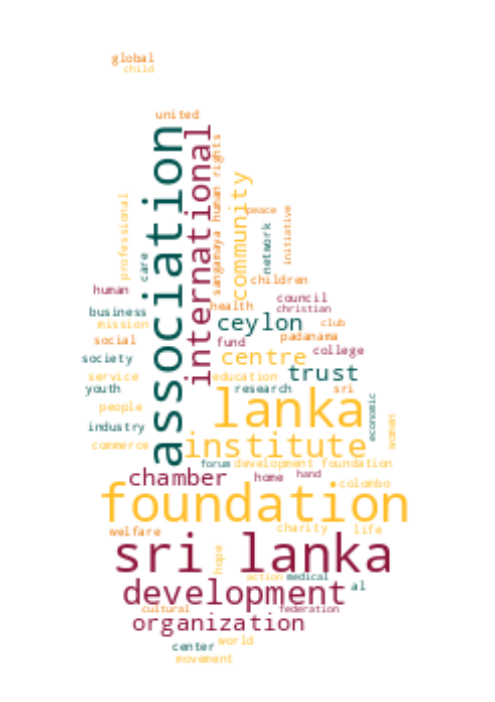 global
child
united
association
international
sangamaya human rights
community
professional
care
peace
network
initiative
children
human
council
christian
health
business
mission
ceylon
club
social
fund
padanama
society
centre
college
service
education
trust
youth
research
sri
economic
people
lanka
women
industry
commerce
institute
forum
development foundation
chamber
home
hand
colombo
foundation
welfare
charity
life
sri lanka
hope
action
medical
development
al
cultural
federation
organization
center
world
movement